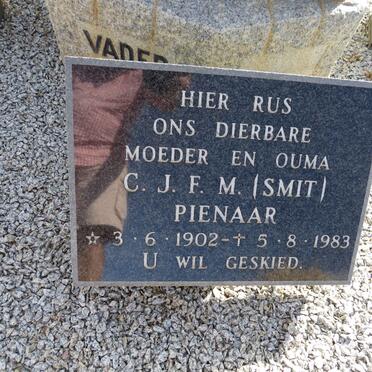 VADER
HIER RUS
ONS DIERBARE
MOEDER EN OUMA
C. J. F. M. (SMIT)
PIENAAR
☆ 3 · 6 · 1902 - ✝ 5 · 8 · 1983
U WIL GESKIED.